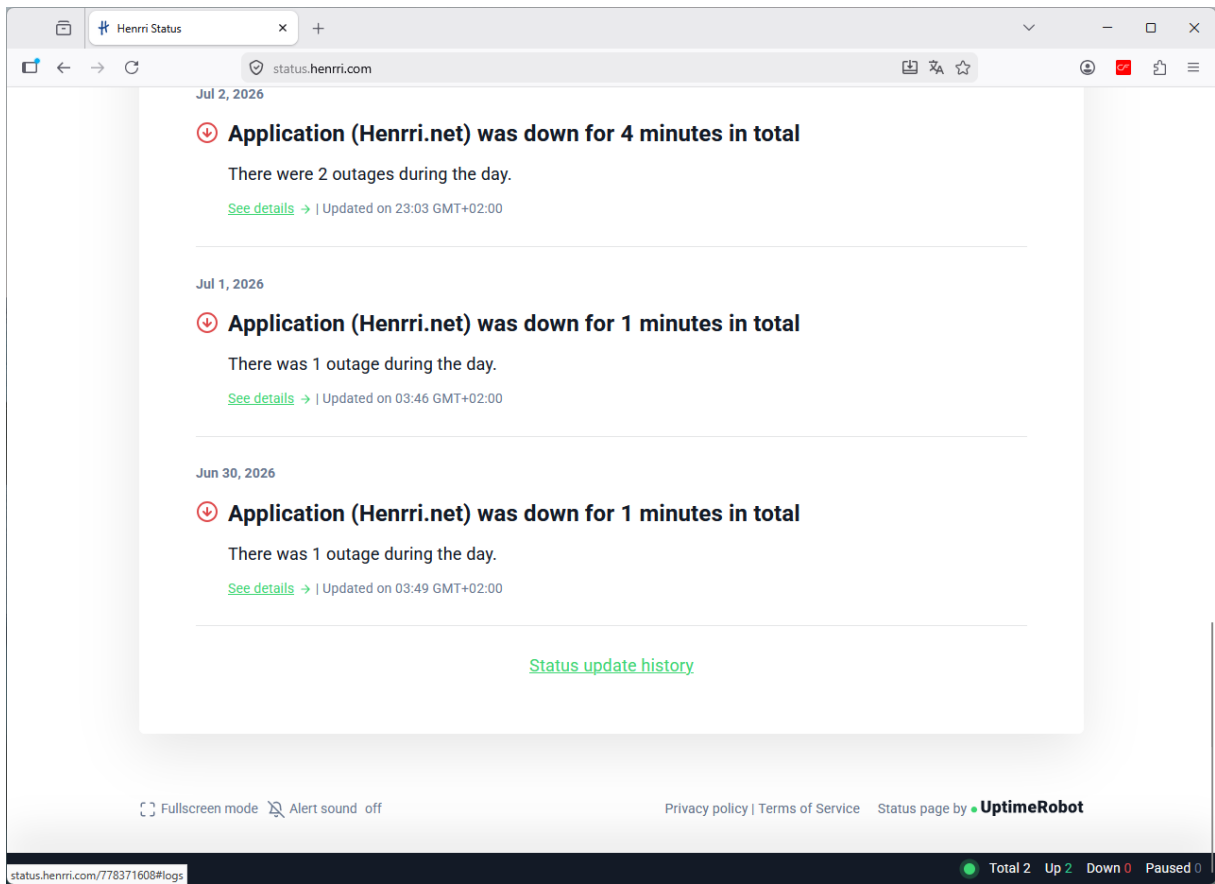 Henrri Status
status.henrri.com
Jul 2, 2026
Application (Henrri.net) was down for 4 minutes in total
There were 2 outages during the day.
See details → | Updated on 23:03 GMT+02:00
Jul 1, 2026
Application (Henrri.net) was down for 1 minutes in total
There was 1 outage during the day.
See details → | Updated on 03:46 GMT+02:00
Jun 30, 2026
Application (Henrri.net) was down for 1 minutes in total
There was 1 outage during the day.
See details → | Updated on 03:49 GMT+02:00
Status update history
Fullscreen mode Alert sound off Privacy policy | Terms of Service Status page by UptimeRobot
Total 2 Up 2 Down 0 Paused 0
status.henrri.com/778371608#logs